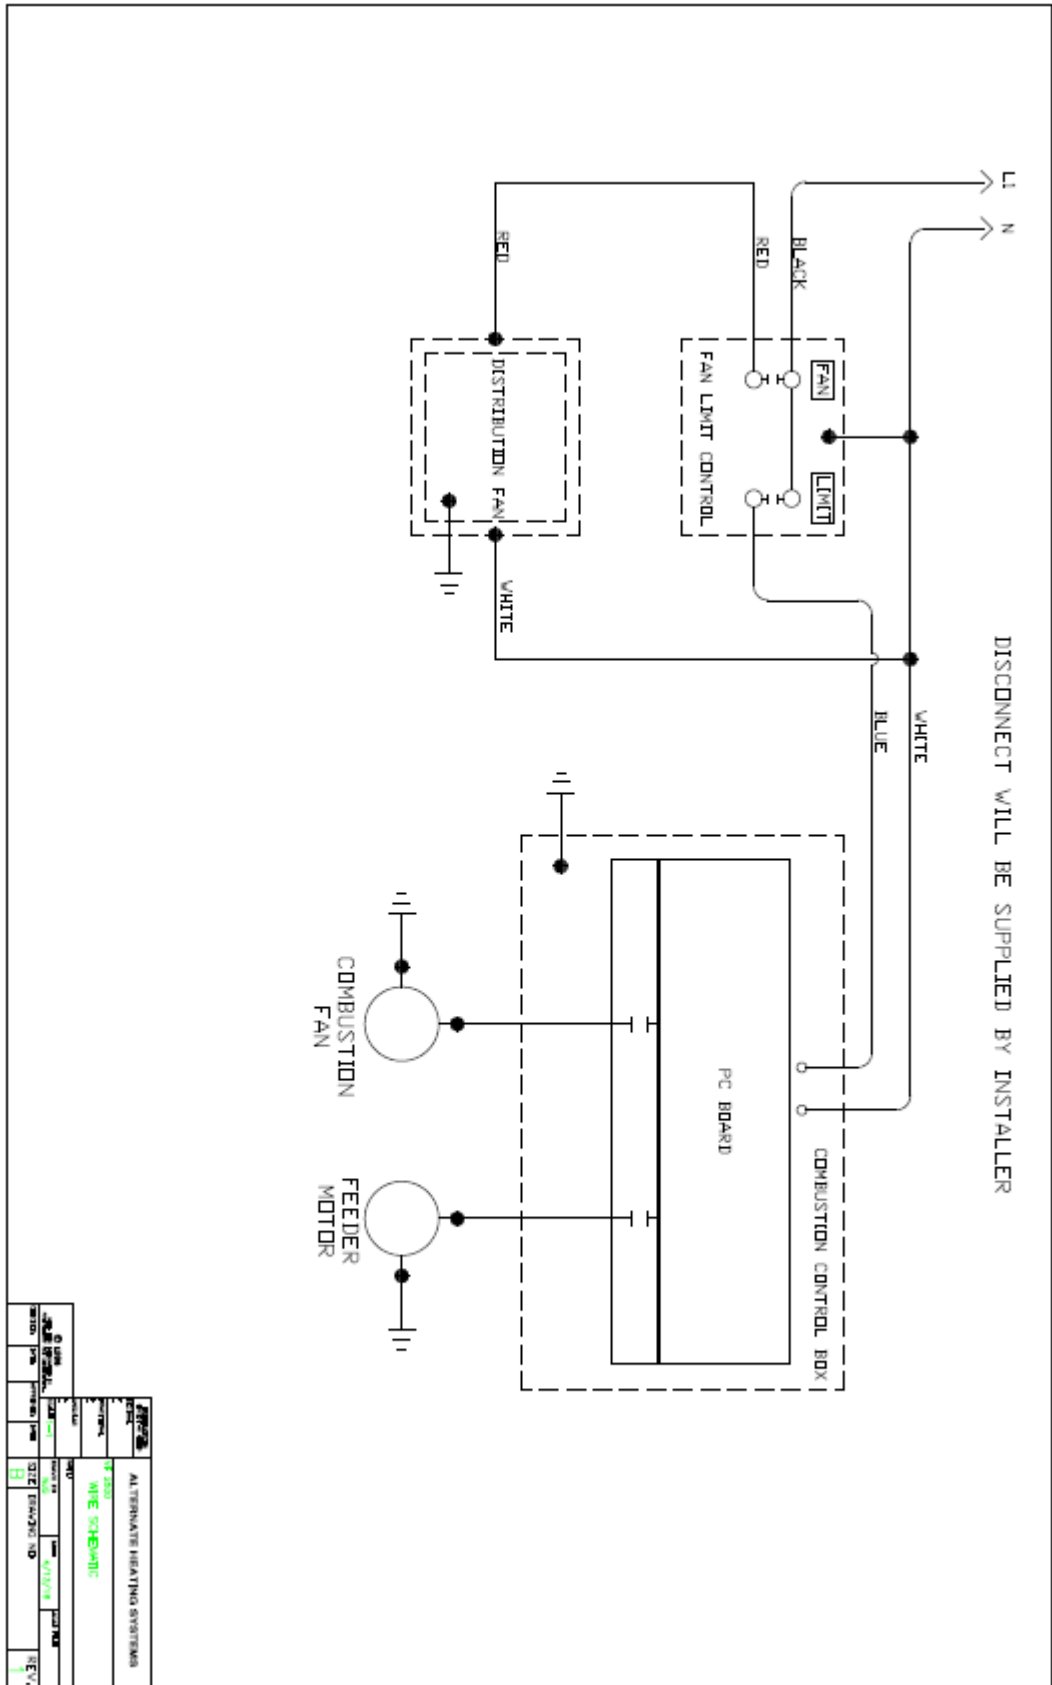 DISCONNECT WILL BE SUPPLIED BY INSTALLER
L1
N
WHITE
BLUE
BLACK
RED
FAN
LIMIT
FAN LIMIT CONTROL
RED
DISTRIBUTION FAN
WHITE
COMBUSTION CONTROL BOX
PC BOARD
COMBUSTION
FAN
FEEDER
MOTOR
ALTERNATE HEATING SYSTEMS
WIRE SCHEMATIC
SIZE
B
DRAWING NO
REV.
1